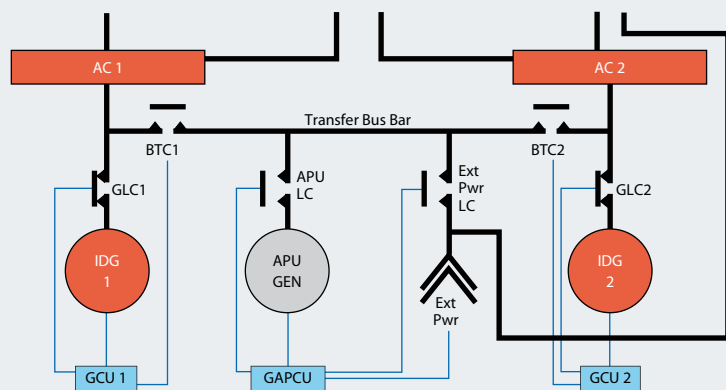 AC 1
AC 2
Transfer Bus Bar
BTC1
BTC2
GLC1
APU
LC
Ext
Pwr
LC
GLC2
IDG
1
APU
GEN
Ext
Pwr
IDG
2
GCU 1
GAPCU
GCU 2